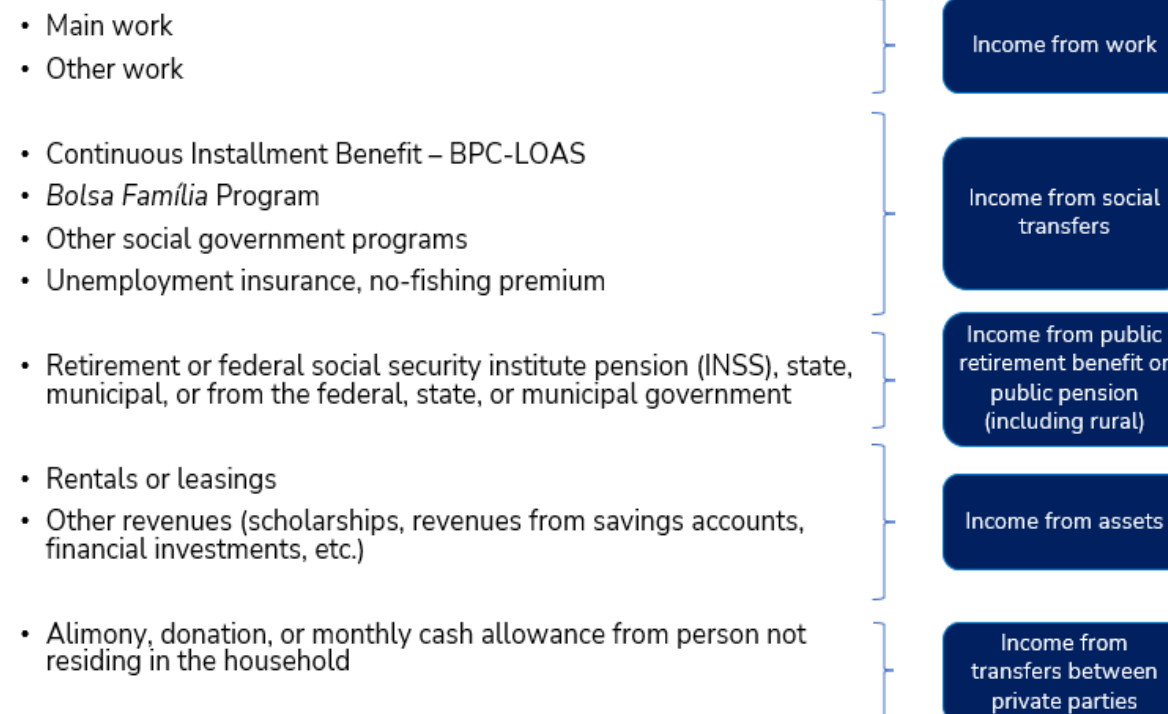 • Main work
• Other work
Income from work
• Continuous Installment Benefit – BPC-LOAS
• Bolsa Família Program
• Other social government programs
• Unemployment insurance, no-fishing premium
Income from social
transfers
• Retirement or federal social security institute pension (INSS), state,
municipal, or from the federal, state, or municipal government
Income from public
retirement benefit or
public pension
(including rural)
• Rentals or leasings
• Other revenues (scholarships, revenues from savings accounts,
financial investments, etc.)
Income from assets
• Alimony, donation, or monthly cash allowance from person not
residing in the household
Income from
transfers between
private parties